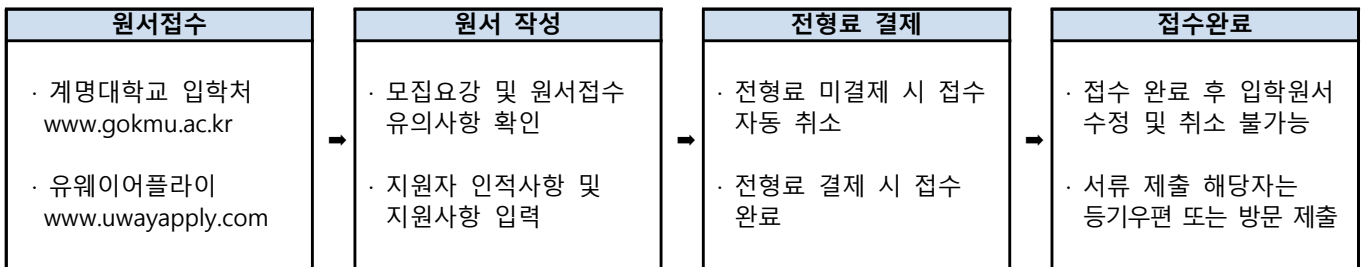 원서접수
· 계명대학교 입학처
www.gokmu.ac.kr
· 유웨이어플라이
www.uwayapply.com
➡
원서 작성
· 모집요강 및 원서접수
유의사항 확인
· 지원자 인적사항 및
지원사항 입력
➡
전형료 결제
· 전형료 미결제 시 접수
자동 취소
· 전형료 결제 시 접수
완료
➡
접수완료
· 접수 완료 후 입학원서
수정 및 취소 불가능
· 서류 제출 해당자는
등기우편 또는 방문 제출